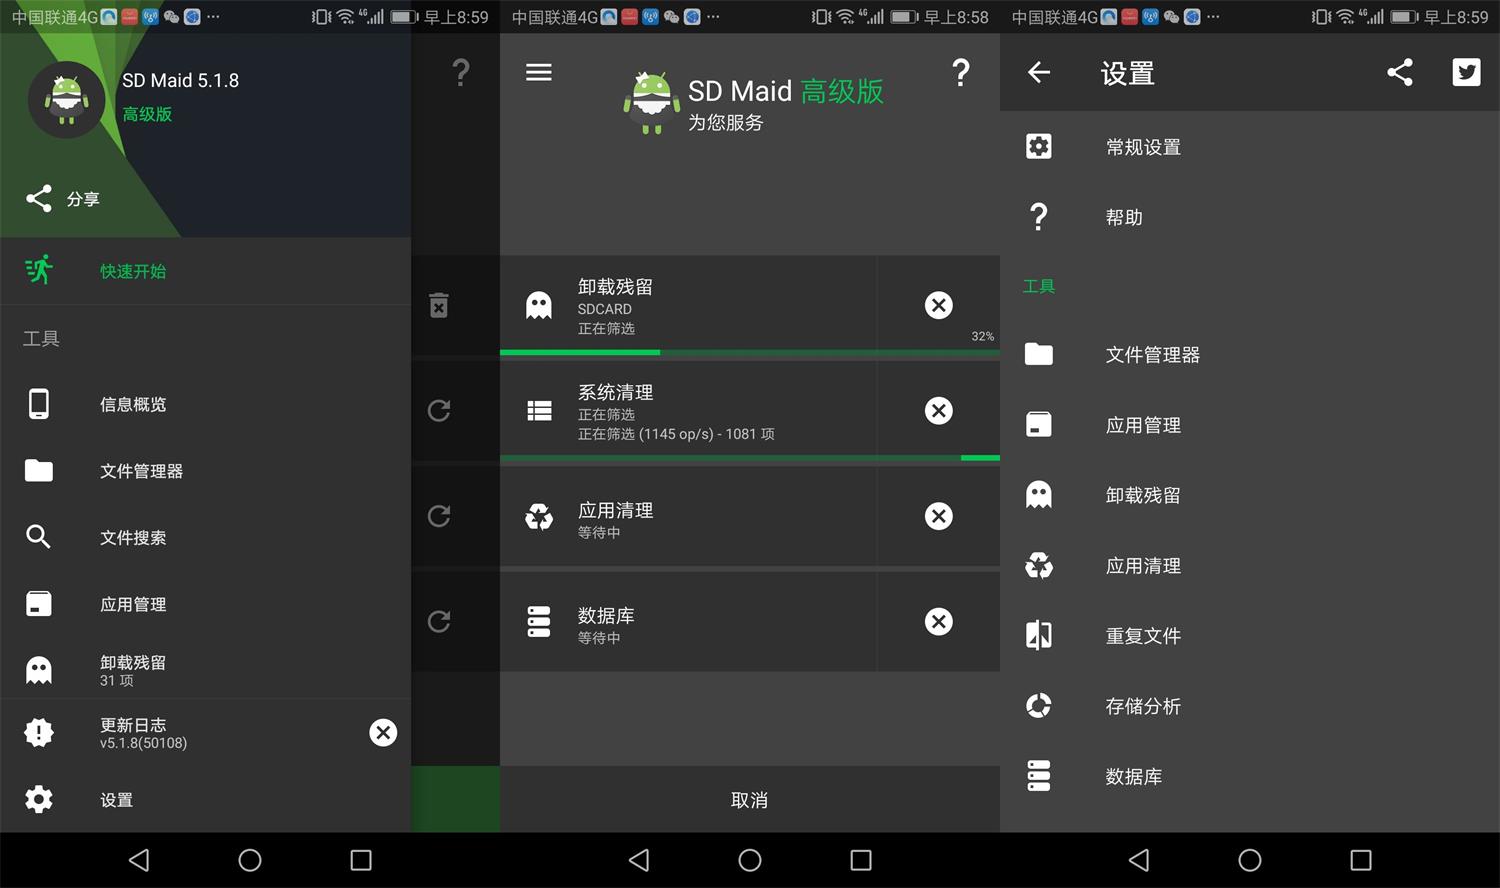 中国联通4G
4G
早上8:59
SD Maid 5.1.8
高级版
分享
快速开始
工具
信息概览
文件管理器
文件搜索
应用管理
卸载残留
31 项
更新日志
v5.1.8(50108)
设置
?
中国联通4G
4G
早上8:58
SD Maid 高级版
为您服务
?
卸载残留
SDCARD
正在筛选
32%
系统清理
正在筛选
正在筛选 (1145 op/s) - 1081 项
应用清理
等待中
数据库
等待中
取消
中国联通4G
4G
早上8:59
设置
常规设置
?
帮助
工具
文件管理器
应用管理
卸载残留
应用清理
重复文件
存储分析
数据库